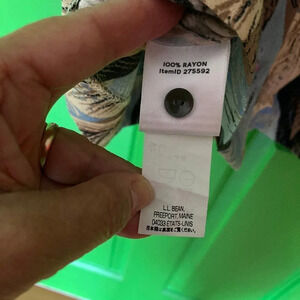 100% RAYON
ItemID 275592
L.L. BEAN,
FREEPORT, MAINE
04033 ETATS-UNIS